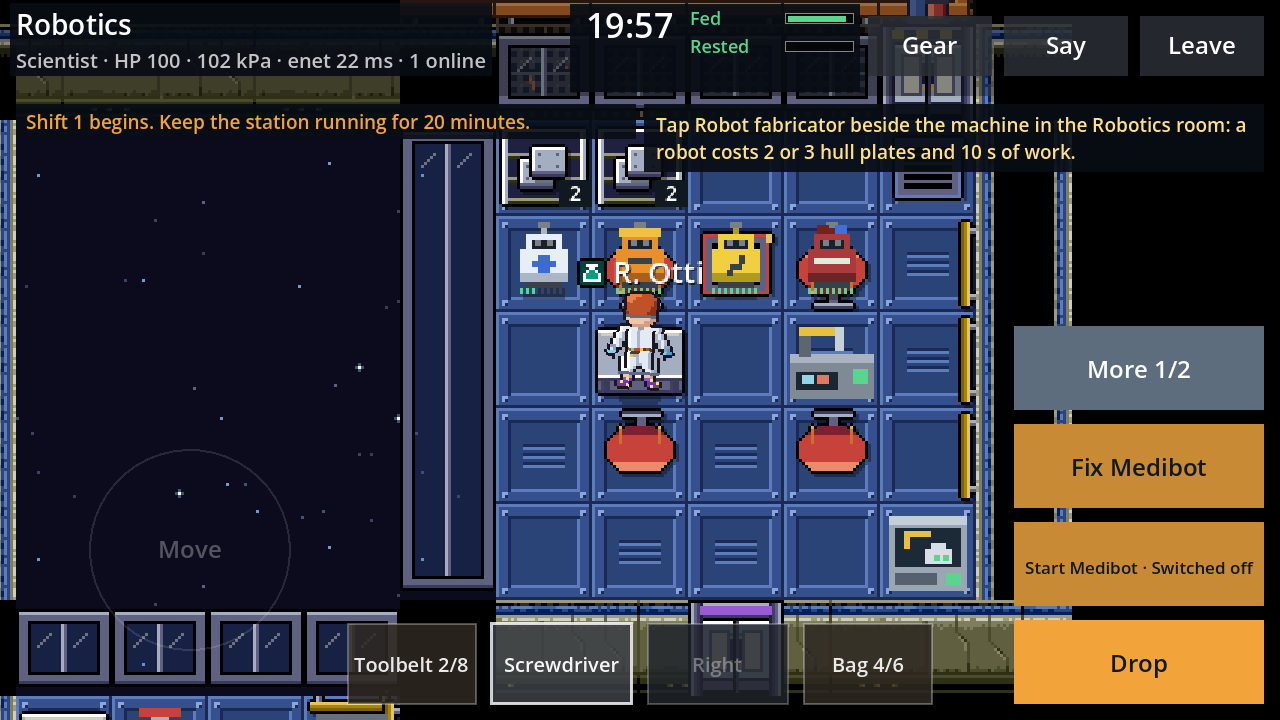 Robotics
Scientist · HP 100 · 102 kPa · enet 22 ms · 1 online
19:57
Fed
Rested
Gear
Say
Leave
Shift 1 begins. Keep the station running for 20 minutes.
Tap Robot fabricator beside the machine in the Robotics room: a
robot costs 2 or 3 hull plates and 10 s of work.
2
2
R. Otti
More 1/2
Fix Medibot
Move
Start Medibot · Switched off
Toolbelt 2/8
Screwdriver
Right
Bag 4/6
Drop